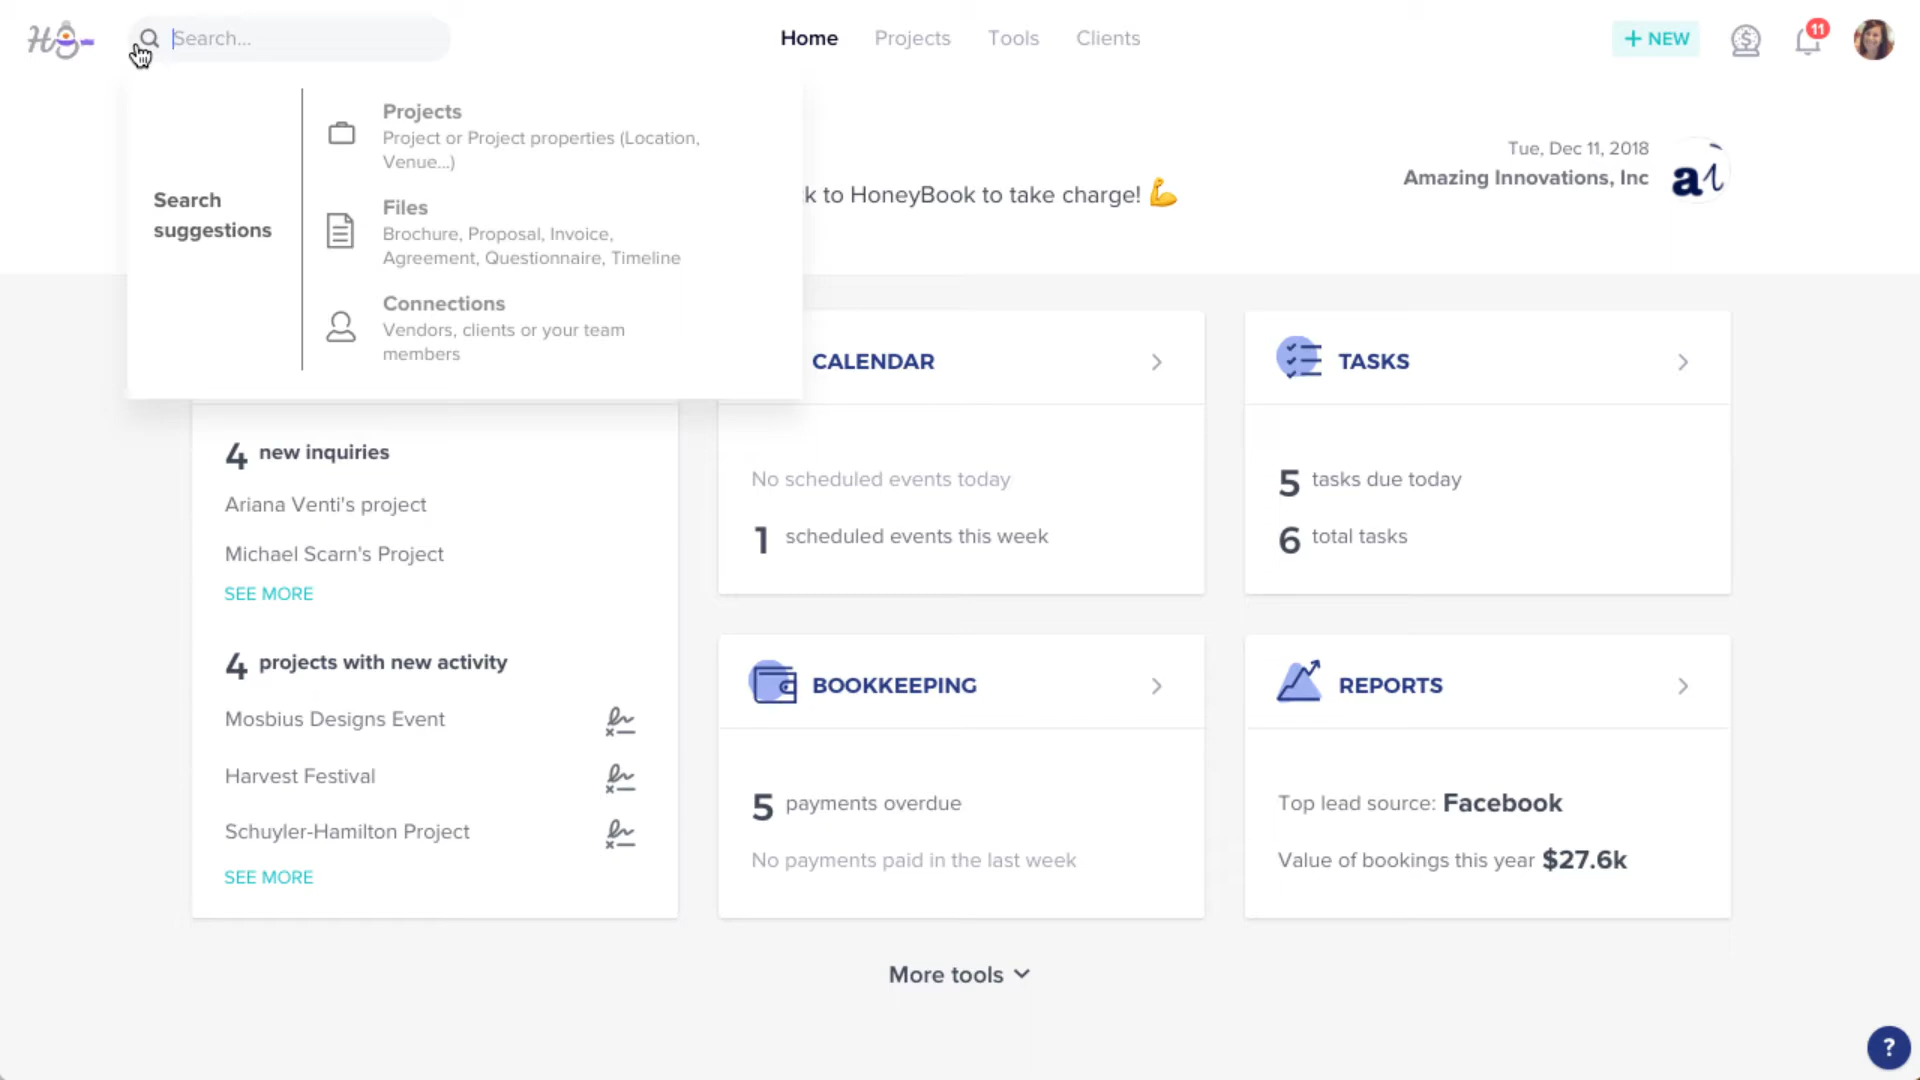 Search...
Home
Projects
Tools
Clients
+ NEW
11
Search
suggestions
Projects
Project or Project properties (Location,
Venue...)
Files
Brochure, Proposal, Invoice,
Agreement, Questionnaire, Timeline
Connections
Vendors, clients or your team
members
k to HoneyBook to take charge! 💪
Tue, Dec 11, 2018
Amazing Innovations, Inc
4 new inquiries
Ariana Venti's project
Michael Scarn's Project
SEE MORE
4 projects with new activity
Mosbius Designs Event
Harvest Festival
Schuyler-Hamilton Project
SEE MORE
CALENDAR
No scheduled events today
1 scheduled events this week
TASKS
5 tasks due today
6 total tasks
BOOKKEEPING
5 payments overdue
No payments paid in the last week
REPORTS
Top lead source: Facebook
Value of bookings this year $27.6k
More tools
?